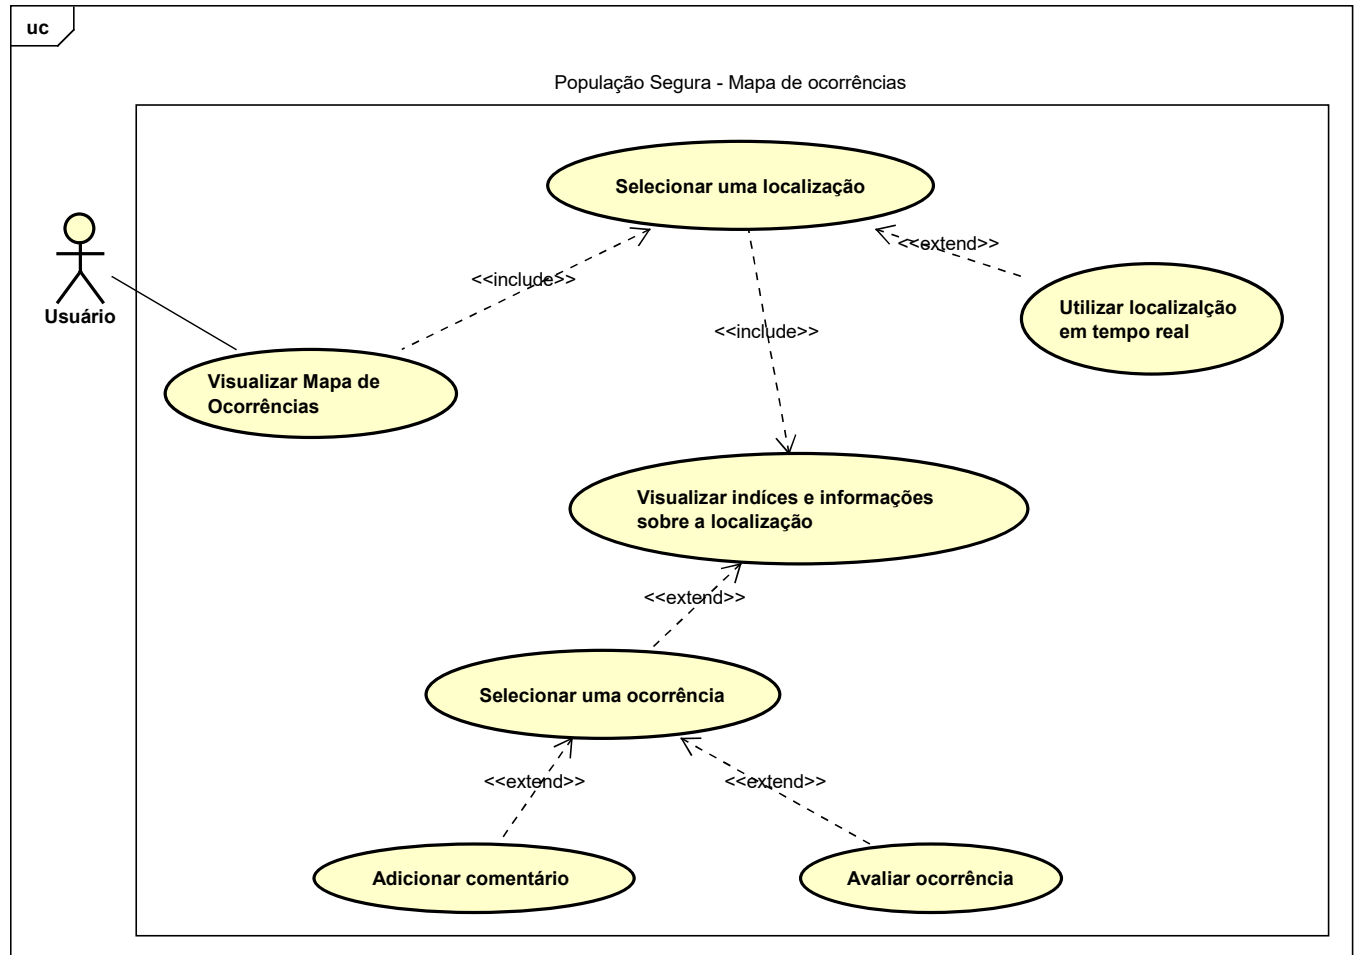 uc
População Segura - Mapa de ocorrências
Selecionar uma localização
<<extend>>
<<include>>
Usuário
Utilizar localizalção
em tempo real
<<include>>
Visualizar Mapa de
Ocorrências
Visualizar indíces e informações
sobre a localização
<<extend>>
Selecionar uma ocorrência
<<extend>>
<<extend>>
Adicionar comentário
Avaliar ocorrência